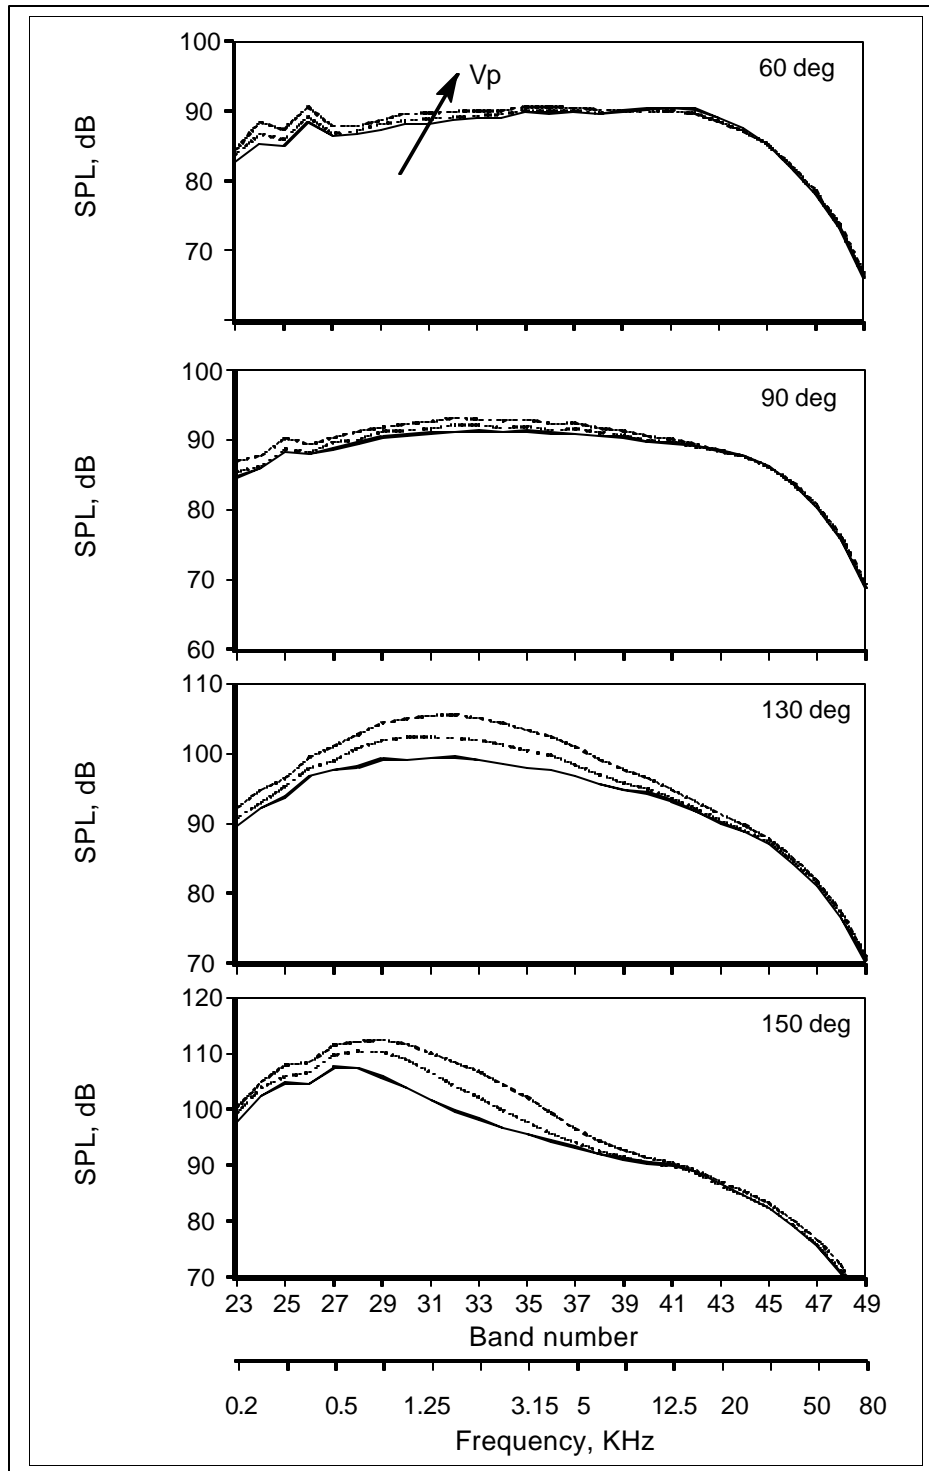 100
60 deg
Vp
90
SPL, dB
80
70
100
90 deg
90
SPL, dB
80
70
60
110
130 deg
100
SPL, dB
90
80
70
120
150 deg
110
SPL, dB
100
90
80
70
23 25 27 29 31 33 35 37 39 41 43 45 47 49
Band number
0.2 0.5 1.25 3.15 5 12.5 20 50 80
Frequency, KHz